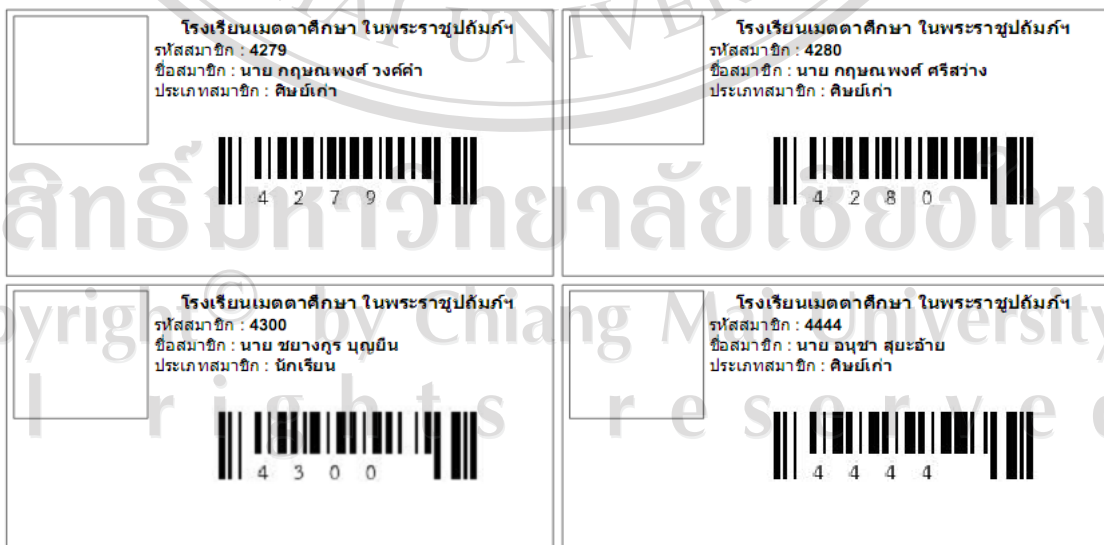 โรงเรียนเมตตาศึกษา ในพระราชูปถัมภ์ฯ
รหัสสมาชิก : 4279
ชื่อสมาชิก : นาย กฤษณพงศ์ วงค์คำ
ประเภทสมาชิก : ศิษย์เก่า
4 2 7 9
โรงเรียนเมตตาศึกษา ในพระราชูปถัมภ์ฯ
รหัสสมาชิก : 4280
ชื่อสมาชิก : นาย กฤษณพงศ์ ศรีสว่าง
ประเภทสมาชิก : ศิษย์เก่า
4 2 8 0
โรงเรียนเมตตาศึกษา ในพระราชูปถัมภ์ฯ
รหัสสมาชิก : 4300
ชื่อสมาชิก : นาย ชยางกูร บุญยืน
ประเภทสมาชิก : นักเรียน
4 3 0 0
โรงเรียนเมตตาศึกษา ในพระราชูปถัมภ์ฯ
รหัสสมาชิก : 4444
ชื่อสมาชิก : นาย อนุชา สุยะอ้าย
ประเภทสมาชิก : ศิษย์เก่า
4 4 4 4
MAI UNIVER
สิทธิ์มหาวิทยาลัยเชียงใหม
opyright © by Chiang Mai University
l rights reserve